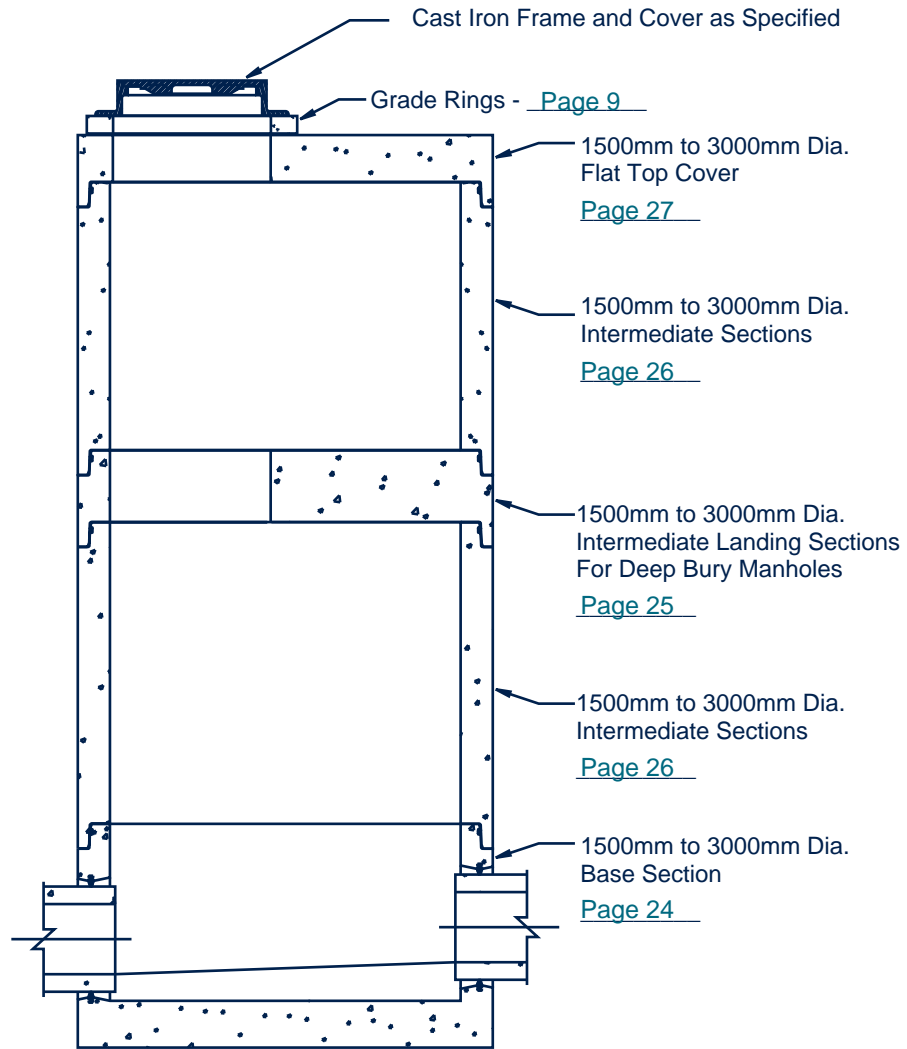 Cast Iron Frame and Cover as Specified
Grade Rings - Page 9
1500mm to 3000mm Dia.
Flat Top Cover
Page 27
1500mm to 3000mm Dia.
Intermediate Sections
Page 26
1500mm to 3000mm Dia.
Intermediate Landing Sections
For Deep Bury Manholes
Page 25
1500mm to 3000mm Dia.
Intermediate Sections
Page 26
1500mm to 3000mm Dia.
Base Section
Page 24